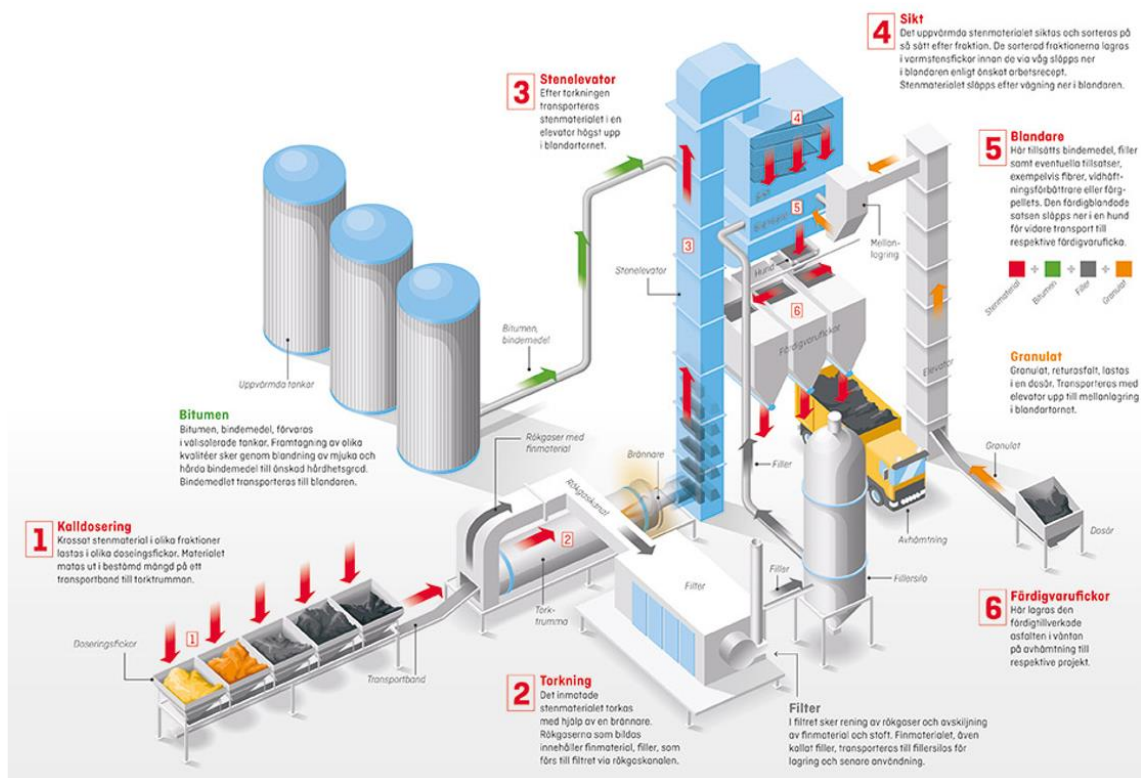 4 Sikt
Det uppvärmda stenmaterialet siktas och sorteras på
så sätt efter fraktion. De sorterad fraktionerna lagras
i varmstensfickor innan de via våg släpps ner
i blandaren enligt önskat arbetsrecept.
Stenmaterialet släpps efter vägning ner i blandaren.
3 Stenelevator
Efter torkningen
transporteras
stenmaterialet i en
elevator högst upp
i blandartornet.
5 Blandare
Här tillsätts bindemedel, filler
samt eventuella tillsatser,
exempelvis fibrer, vidhäft-
ningsförbättrare eller färg-
pellets. Den färdigblandade
satsen släpps ner i en hund
för vidare transport till
respektive färdigvaruficka.
+ + +
Stenmaterial
Bitumen
Filler
Granulat
4
5
3
6
Mellan-
lagring
Hund
Stenelevator
Färdigvarufickor
Elevator
Bitumen,
bindemedel
Uppvärmda tankar
Granulat
Granulat, returasfalt, lastas
i en dosör. Transporteras med
elevator upp till mellanlagring
i blandartornet.
Bitumen
Bitumen, bindemedel, förvaras
i välisolerade tankar. Framtagning av olika
kvalitéer sker genom blandning av mjuka och
hårda bindemedel till önskad hårdhetsgrad.
Bindemedlet transporteras till blandaren.
Rökgaser med
finmaterial
Brännare
Rökgaskanal
Filler
Granulat
Dosör
Avhämtning
1 Kalldosering
Krossat stenmaterial i olika fraktioner
lastas i olika doseingsfickor. Materialet
matas ut i bestämd mängd på ett
transportband till torktrumman.
2
Filter
Filler
Fillersilo
Tork-
trumma
1
Doseringsfickor
Transportband
6 Färdigvarufickor
Här lagras den
färdigtillverkade
asfalten i väntan
på avhämtning till
respektive projekt.
2 Torkning
Det inmatade
stenmaterialet torkas
med hjälp av en brännare.
Rökgaserna som bildas
innehåller finmaterial, filler, som
förs till filtret via rökgaskanalen.
Filter
I filtret sker rening av rökgaser och avskiljning
av finmaterial och stoft. Finmaterialet, även
kallat filler, transporteras till fillersilos för
lagring och senare användning.